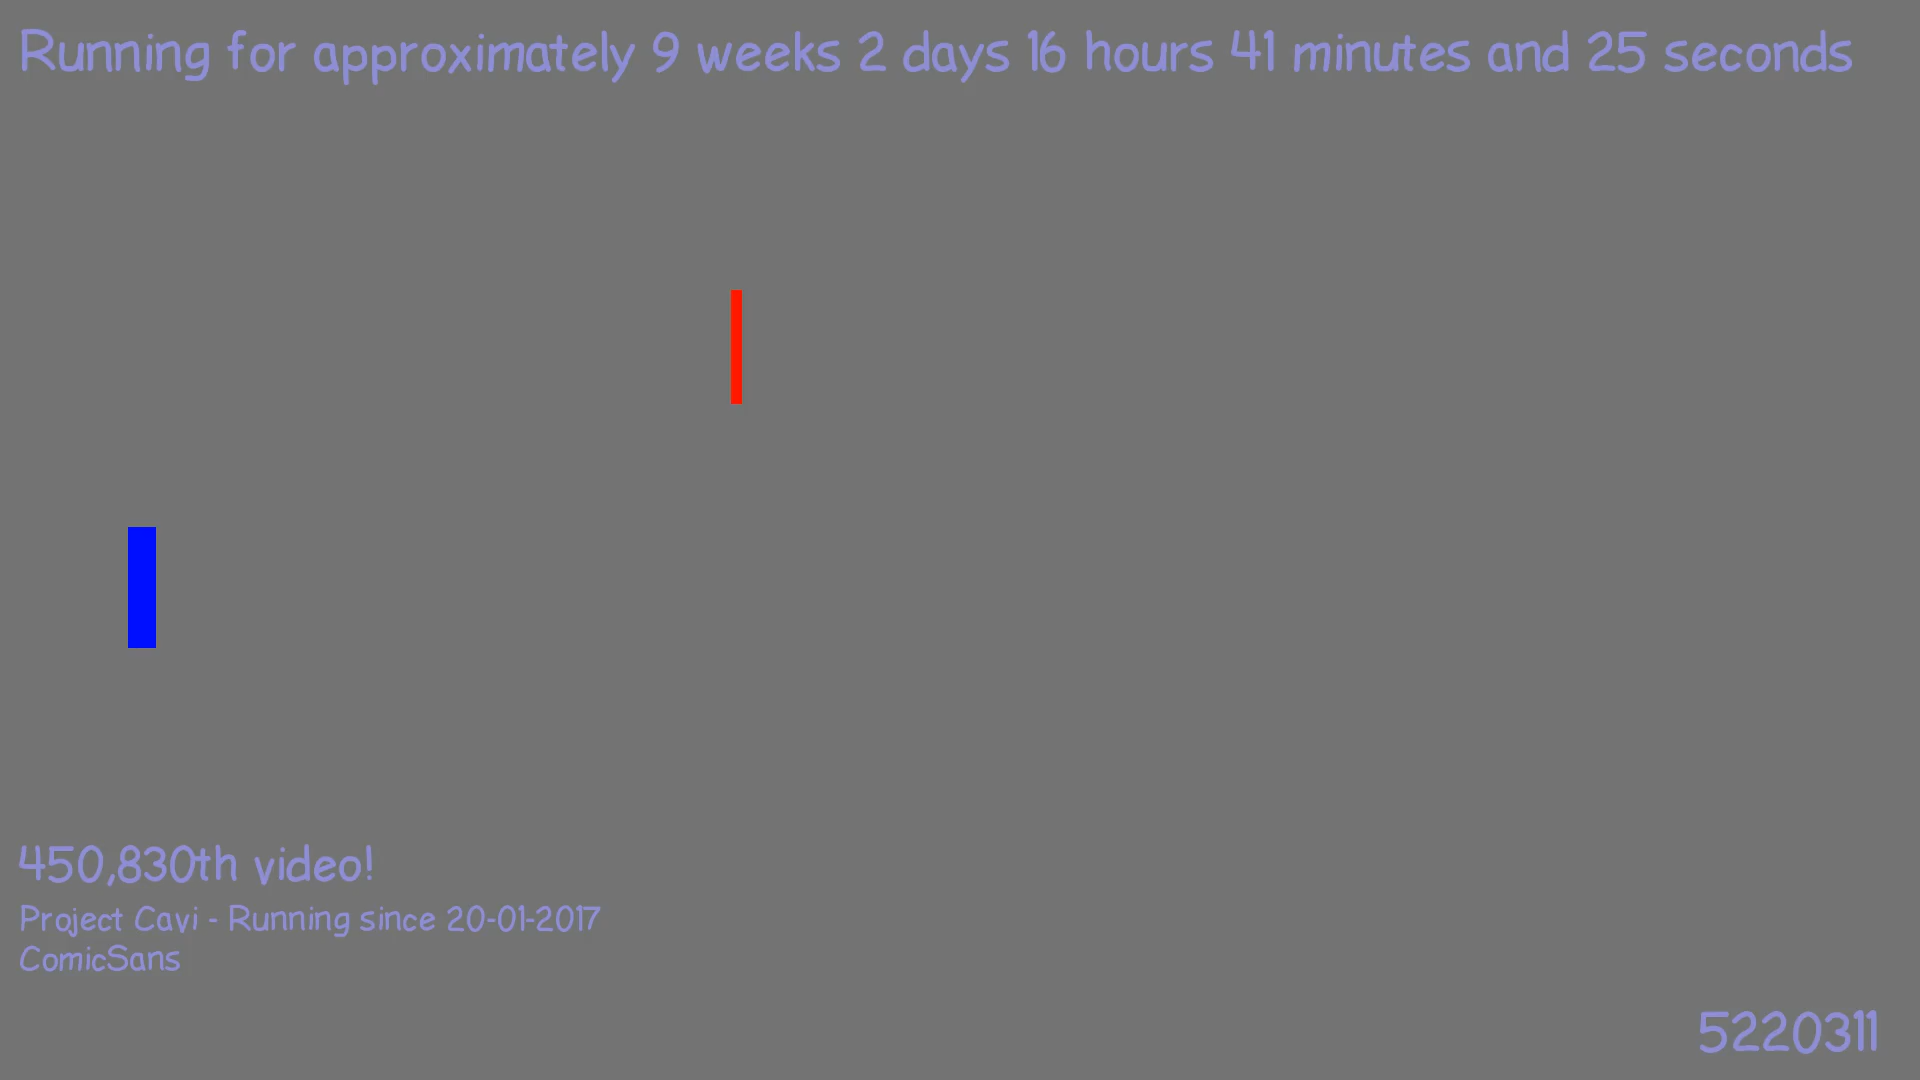 Running for approximately 9 weeks 2 days 16 hours 41 minutes and 25 seconds
450,830th video!
Project Cavi - Running since 20-01-2017
ComicSans
5220311